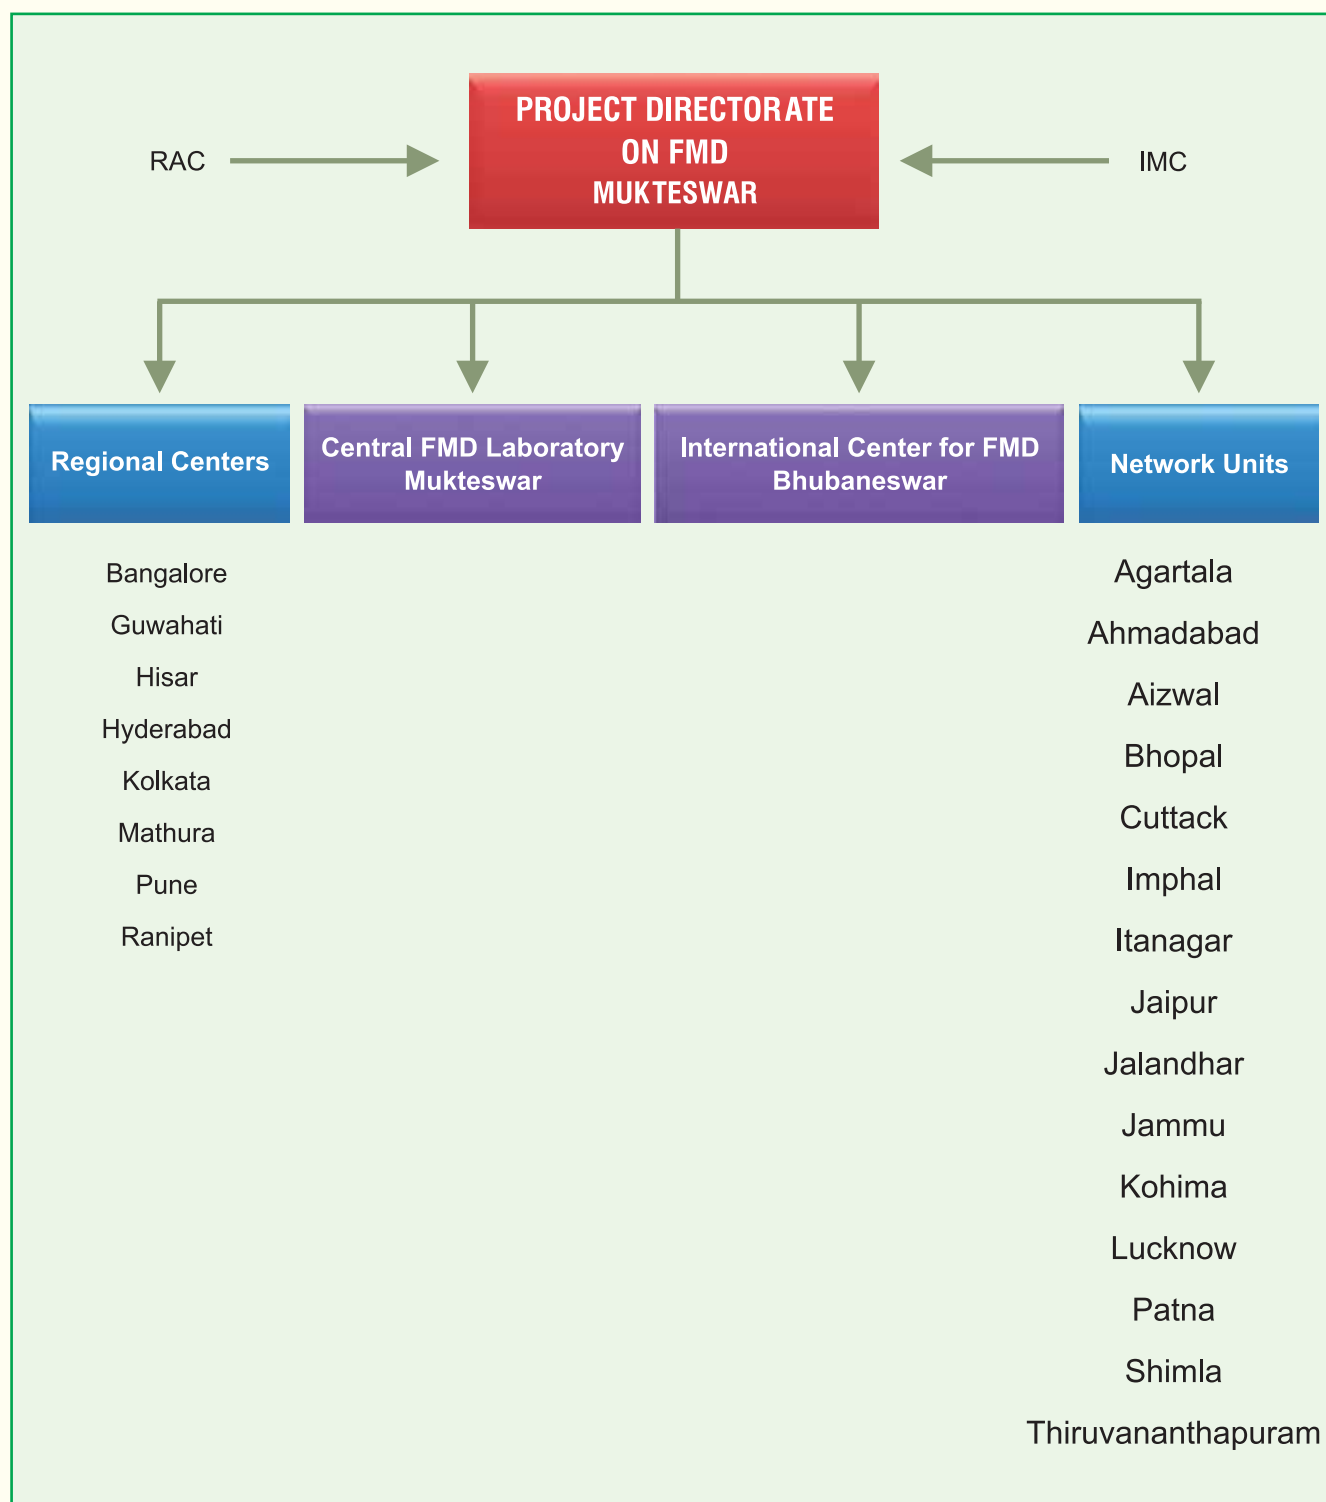 PROJECT DIRECTORATE
ON FMD
MUKTESWAR
RAC
IMC
Regional Centers
Central FMD Laboratory
Mukteswar
International Center for FMD
Bhubaneswar
Network Units
Bangalore
Guwahati
Hisar
Hyderabad
Kolkata
Mathura
Pune
Ranipet
Agartala
Ahmadabad
Aizwal
Bhopal
Cuttack
Imphal
Itanagar
Jaipur
Jalandhar
Jammu
Kohima
Lucknow
Patna
Shimla
Thiruvananthapuram